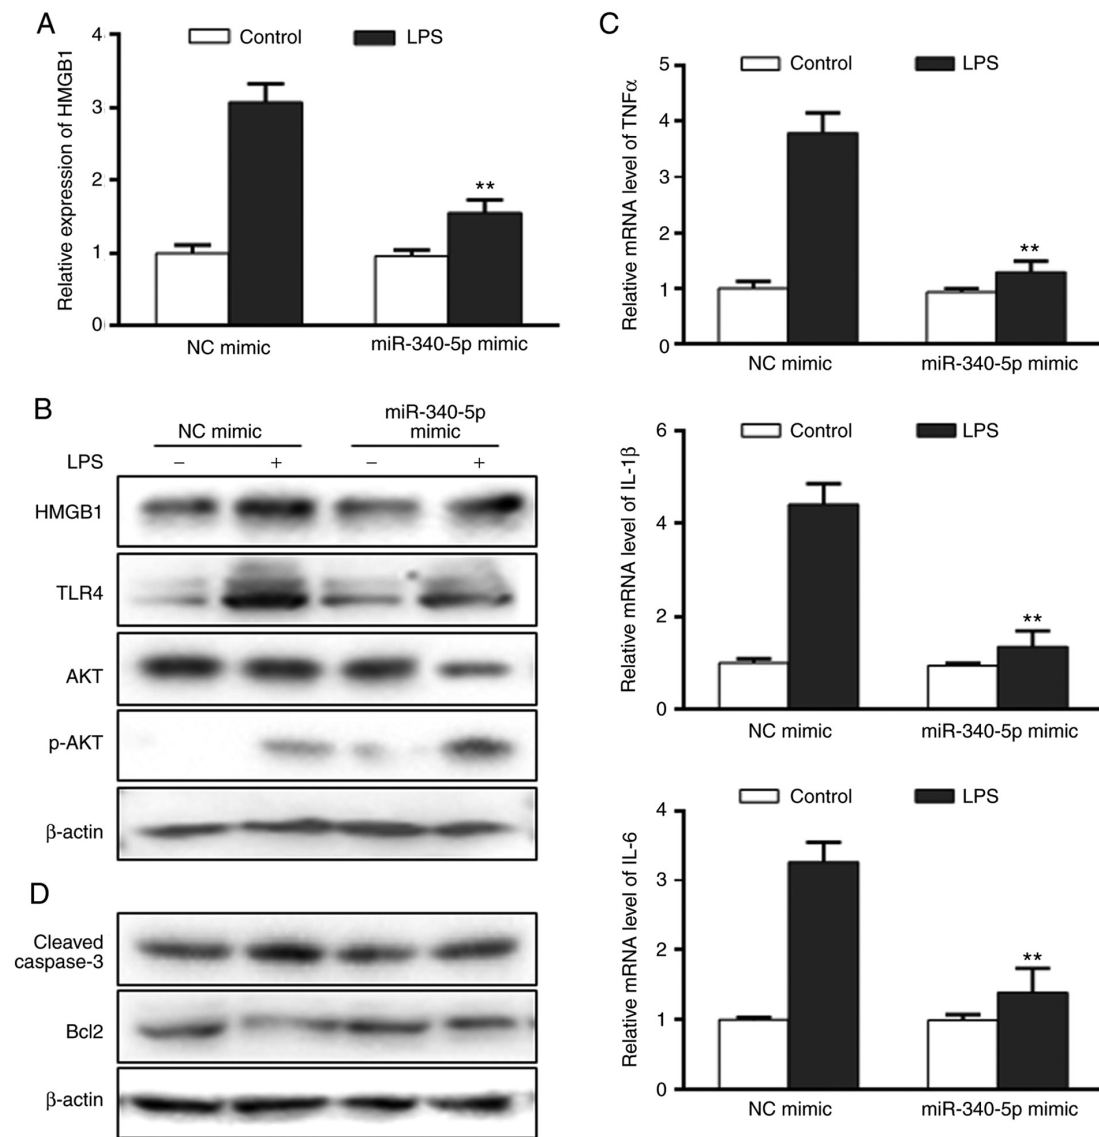 A
Control
LPS
4
3
2
1
0
Relative expression of HMGB1
**
NC mimic
miR-340-5p mimic
B
NC mimic
miR-340-5p
mimic
LPS
−
+
−
+
HMGB1
TLR4
AKT
p-AKT
β-actin
D
Cleaved
caspase-3
Bcl2
β-actin
C
Control
LPS
5
4
3
2
1
0
Relative mRNA level of TNFα
**
NC mimic
miR-340-5p mimic
Control
LPS
6
4
2
0
Relative mRNA level of IL-1β
**
NC mimic
miR-340-5p mimic
Control
LPS
4
3
2
1
0
Relative mRNA level of IL-6
**
NC mimic
miR-340-5p mimic